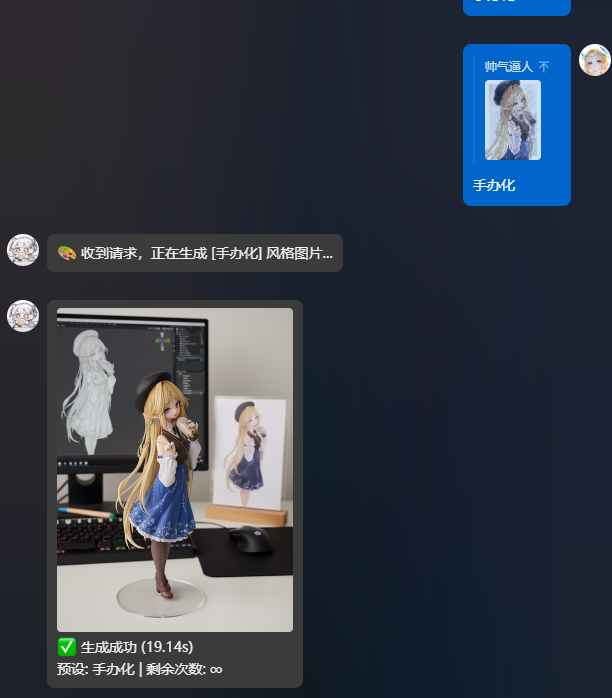 帅气逼人
手办化
🎨 收到请求，正在生成 [手办化] 风格图片...
✅ 生成成功 (19.14s)
预设: 手办化 | 剩余次数: ∞